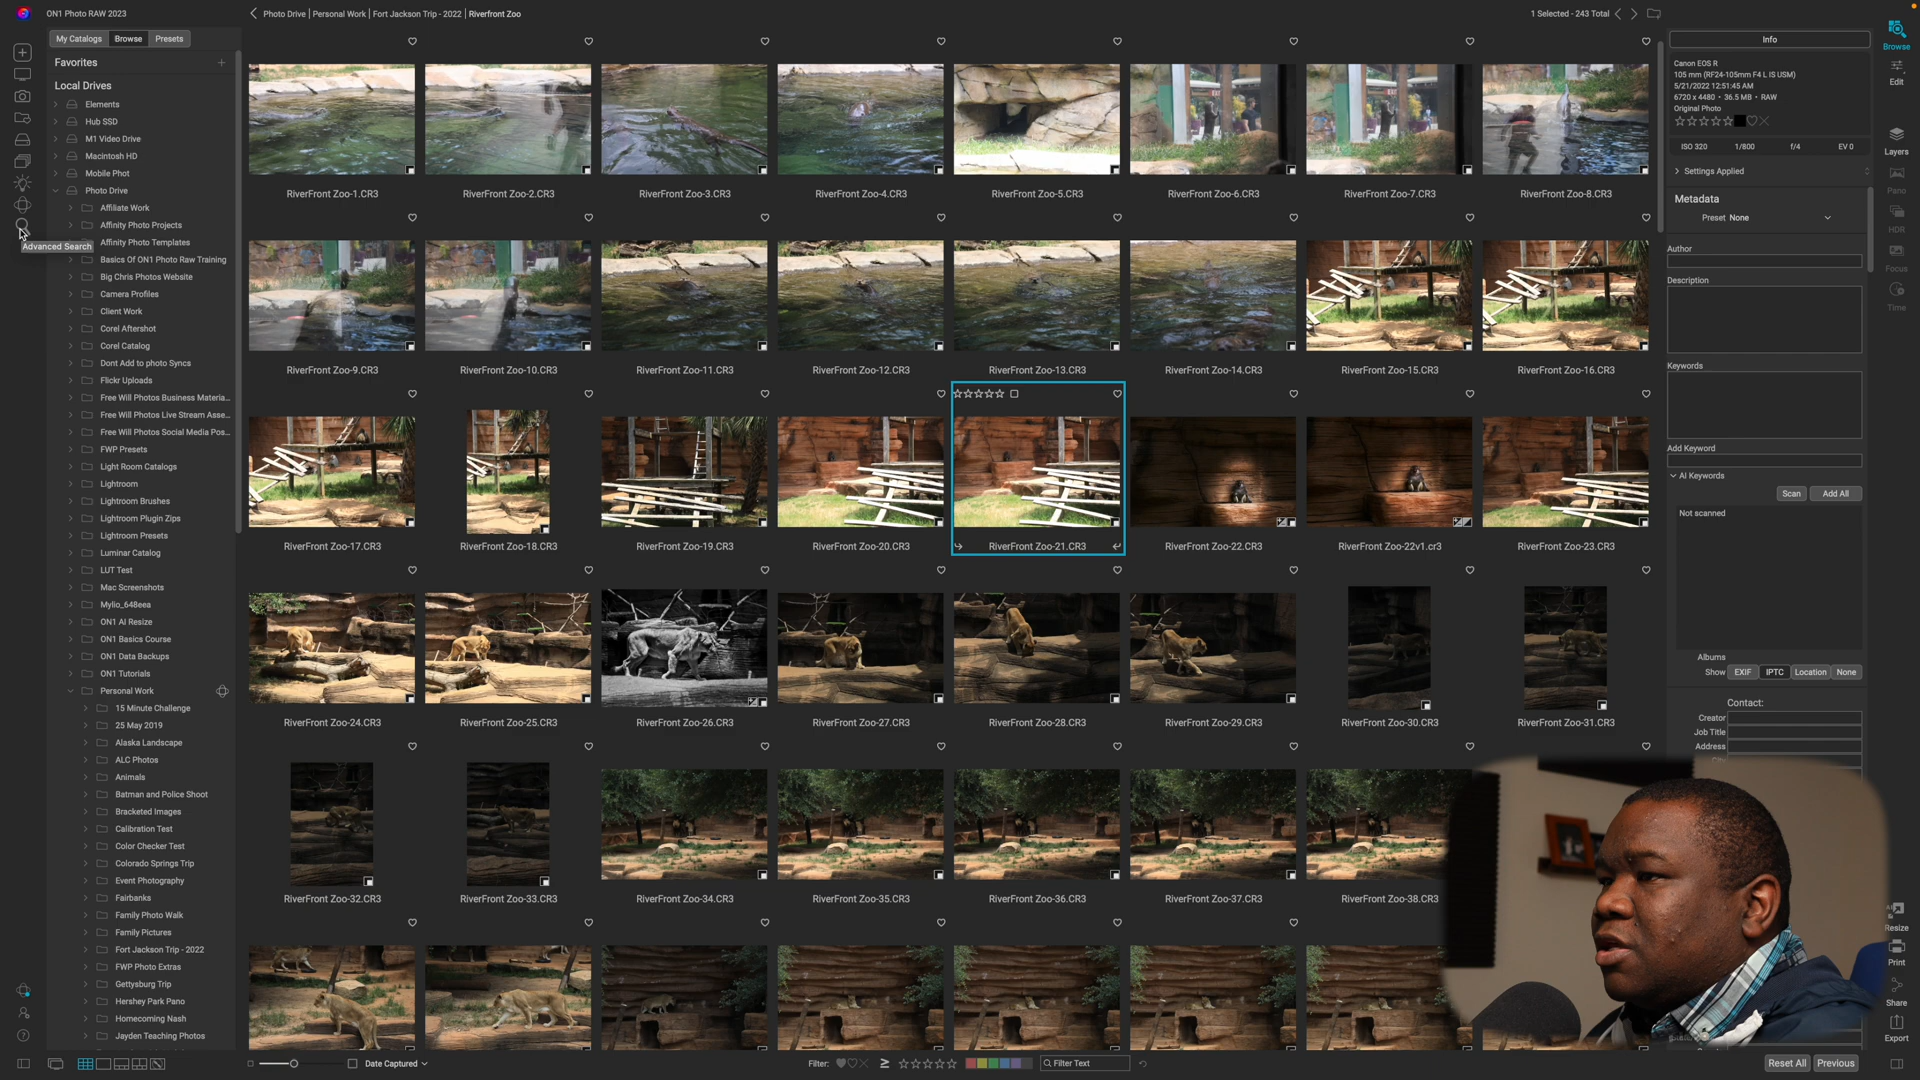 ON1 Photo RAW 2023
Photo Drive | Personal Work | Fort Jackson Trip - 2022 | Riverfront Zoo
1 Selected - 243 Total
My Catalogs Browse Presets
Favorites
Local Drives
Elements
Hub SSD
M1 Video Drive
Macintosh HD
Mobile Phot
Photo Drive
Affiliate Work
Affinity Photo Projects
Affinity Photo Templates
Advanced Search
Basics Of ON1 Photo Raw Training
Big Chris Photos Website
Camera Profiles
Client Work
Corel Aftershot
Corel Catalog
Dont Add to photo Syncs
Flickr Uploads
Free Will Photos Business Materia...
Free Will Photos Live Stream Asse...
Free Will Photos Social Media Pos...
FWP Presets
Light Room Catalogs
Lightroom
Lightroom Brushes
Lightroom Plugin Zips
Lightroom Presets
Luminar Catalog
LUT Test
Mac Screenshots
Mylio_648eea
ON1 AI Resize
ON1 Basics Course
ON1 Data Backups
ON1 Tutorials
Personal Work
15 Minute Challenge
25 May 2019
Alaska Landscape
ALC Photos
Animals
Batman and Police Shoot
Bracketed Images
Calibration Test
Color Checker Test
Colorado Springs Trip
Event Photography
Fairbanks
Family Photo Walk
Family Pictures
Fort Jackson Trip - 2022
FWP Photo Extras
Gettysburg Trip
Hershey Park Pano
Homecoming Nash
Jayden Teaching Photos
RiverFront Zoo-1.CR3 RiverFront Zoo-2.CR3 RiverFront Zoo-3.CR3 RiverFront Zoo-4.CR3 RiverFront Zoo-5.CR3 RiverFront Zoo-6.CR3 RiverFront Zoo-7.CR3 RiverFront Zoo-8.CR3
RiverFront Zoo-9.CR3 RiverFront Zoo-10.CR3 RiverFront Zoo-11.CR3 RiverFront Zoo-12.CR3 RiverFront Zoo-13.CR3 RiverFront Zoo-14.CR3 RiverFront Zoo-15.CR3 RiverFront Zoo-16.CR3
RiverFront Zoo-17.CR3 RiverFront Zoo-18.CR3 RiverFront Zoo-19.CR3 RiverFront Zoo-20.CR3 RiverFront Zoo-21.CR3 RiverFront Zoo-22.CR3 RiverFront Zoo-22v1.cr3 RiverFront Zoo-23.CR3
RiverFront Zoo-24.CR3 RiverFront Zoo-25.CR3 RiverFront Zoo-26.CR3 RiverFront Zoo-27.CR3 RiverFront Zoo-28.CR3 RiverFront Zoo-29.CR3 RiverFront Zoo-30.CR3 RiverFront Zoo-31.CR3
RiverFront Zoo-32.CR3 RiverFront Zoo-33.CR3 RiverFront Zoo-34.CR3 RiverFront Zoo-35.CR3 RiverFront Zoo-36.CR3 RiverFront Zoo-37.CR3 RiverFront Zoo-38.CR3
Date Captured
Filter:
Filter Text
Info
Canon EOS R
105 mm (RF24-105mm F4 L IS USM)
5/21/2022 12:51:45 AM
6720 x 4480 • 36.5 MB • RAW
Original Photo
ISO 320 1/800 f/4 EV 0
Settings Applied
Metadata
Preset None
Author
Description
Keywords
Add Keyword
AI Keywords
Scan Add All
Not scanned
Albums
Show EXIF IPTC Location None
Contact:
Creator
Job Title
Address
Reset All Previous
Browse
Edit
Layers
Pano
HDR
Focus
Time
Resize
Print
Share
Export